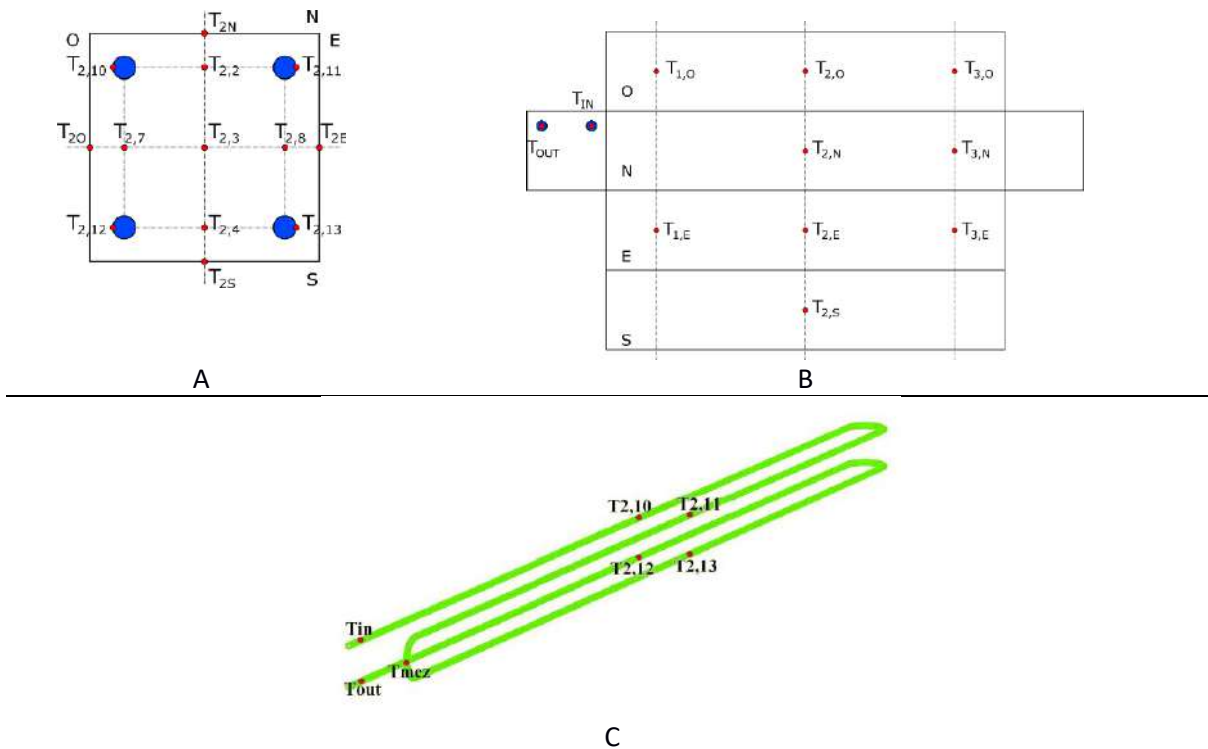 T2N
N
O
E
T2,10
T2,2
T2,11
T2O
T2,7
T2,3
T2,8
T2E
T2,12
T2,4
T2,13
T2S
S
A
T1,O
T2,O
T3,O
O
TIN
TOUT
T2,N
T3,N
N
T1,E
T2,E
T3,E
E
T2,S
S
B
T2,10
T2,11
T2,12
T2,13
Tin
Tmez
Tout
C